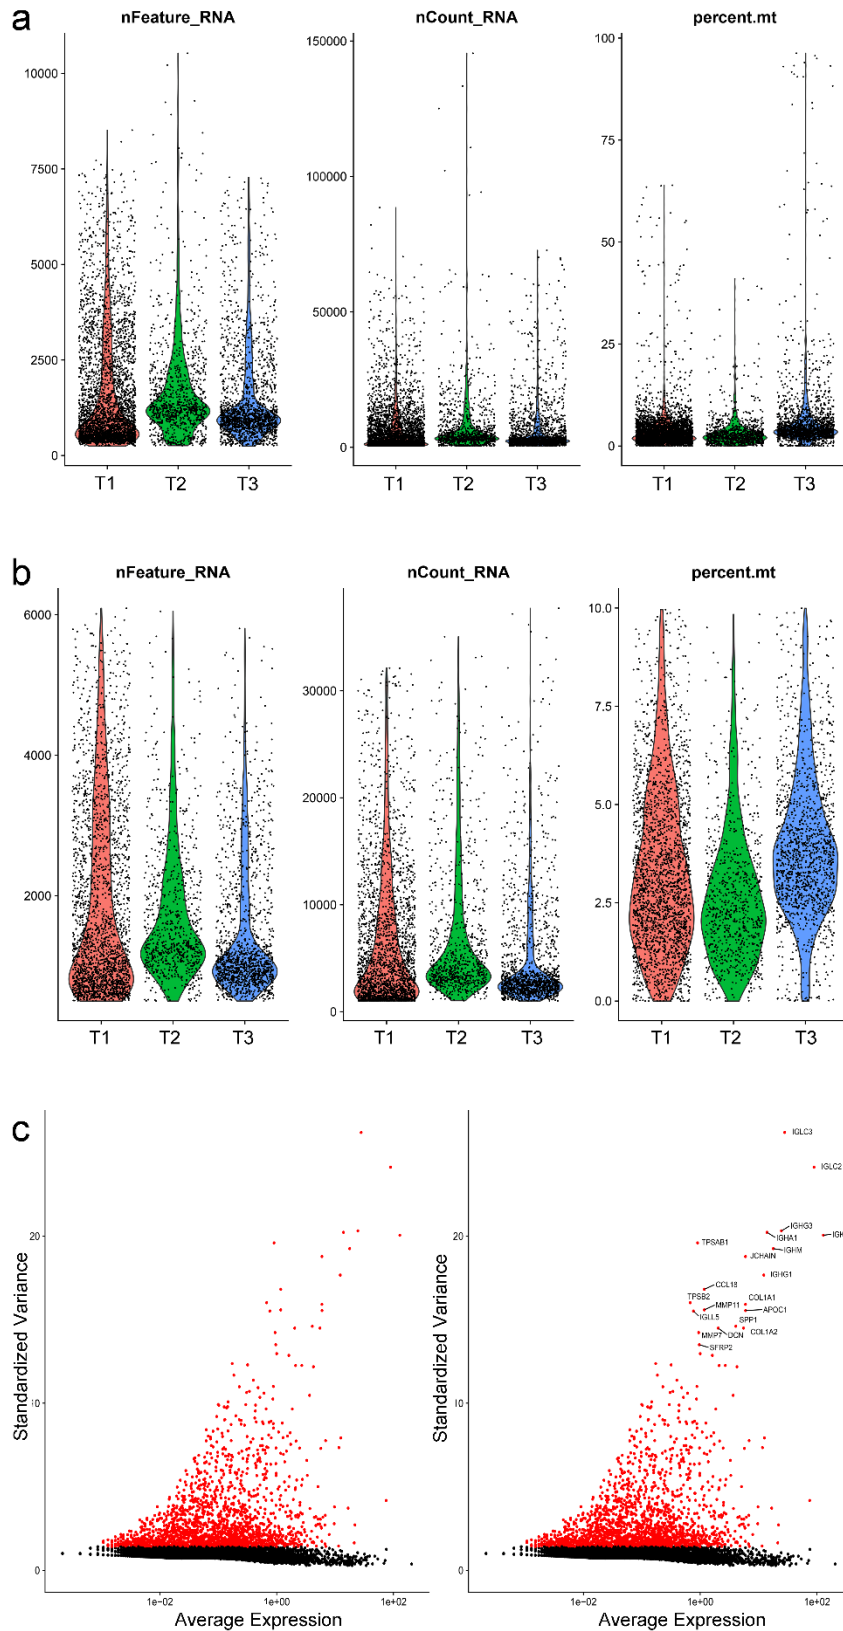 a
nFeature_RNA
nCount_RNA
percent.mt
10000
7500
5000
2500
0
150000
100000
50000
0
100
75
50
25
0
T1 T2 T3
T1 T2 T3
T1 T2 T3
b
nFeature_RNA
nCount_RNA
percent.mt
6000
4000
2000
30000
20000
10000
0
10.0
7.5
5.0
2.5
0.0
T1 T2 T3
T1 T2 T3
T1 T2 T3
c
Standardized Variance
20
0
1e-02 1e+00 1e+02
Average Expression
Standardized Variance
20
10
0
IGLC3
IGLC2
IGHG3
IGHA1
IGK
TPSAB1
IGHM
JCHAIN
IGHG1
CCL18
TPSB2
COL1A1
MMP11
APOC1
IGLL5
SPP1
MMP7
DCN
COL1A2
SFRP2
1e-02 1e+00 1e+02
Average Expression